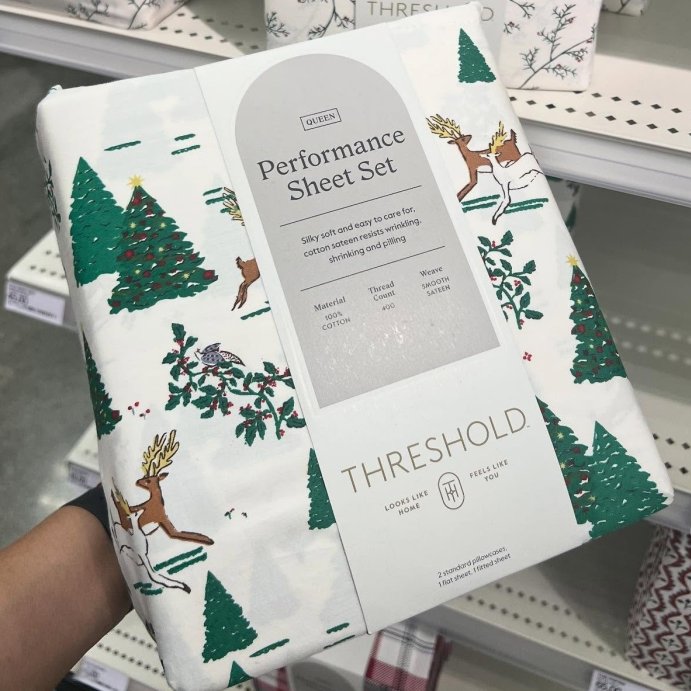 THRESHOLD
QUEEN
Performance
Sheet Set
Silky soft and easy to care for,
cotton sateen resists wrinkling,
shrinking and pilling
Material
100%
COTTON
Thread
Count
400
Weave
SMOOTH
SATEEN
THRESHOLD™
LOOKS LIKE
HOME
FEELS LIKE
YOU
2 standard pillowcases,
1 flat sheet, 1 fitted sheet